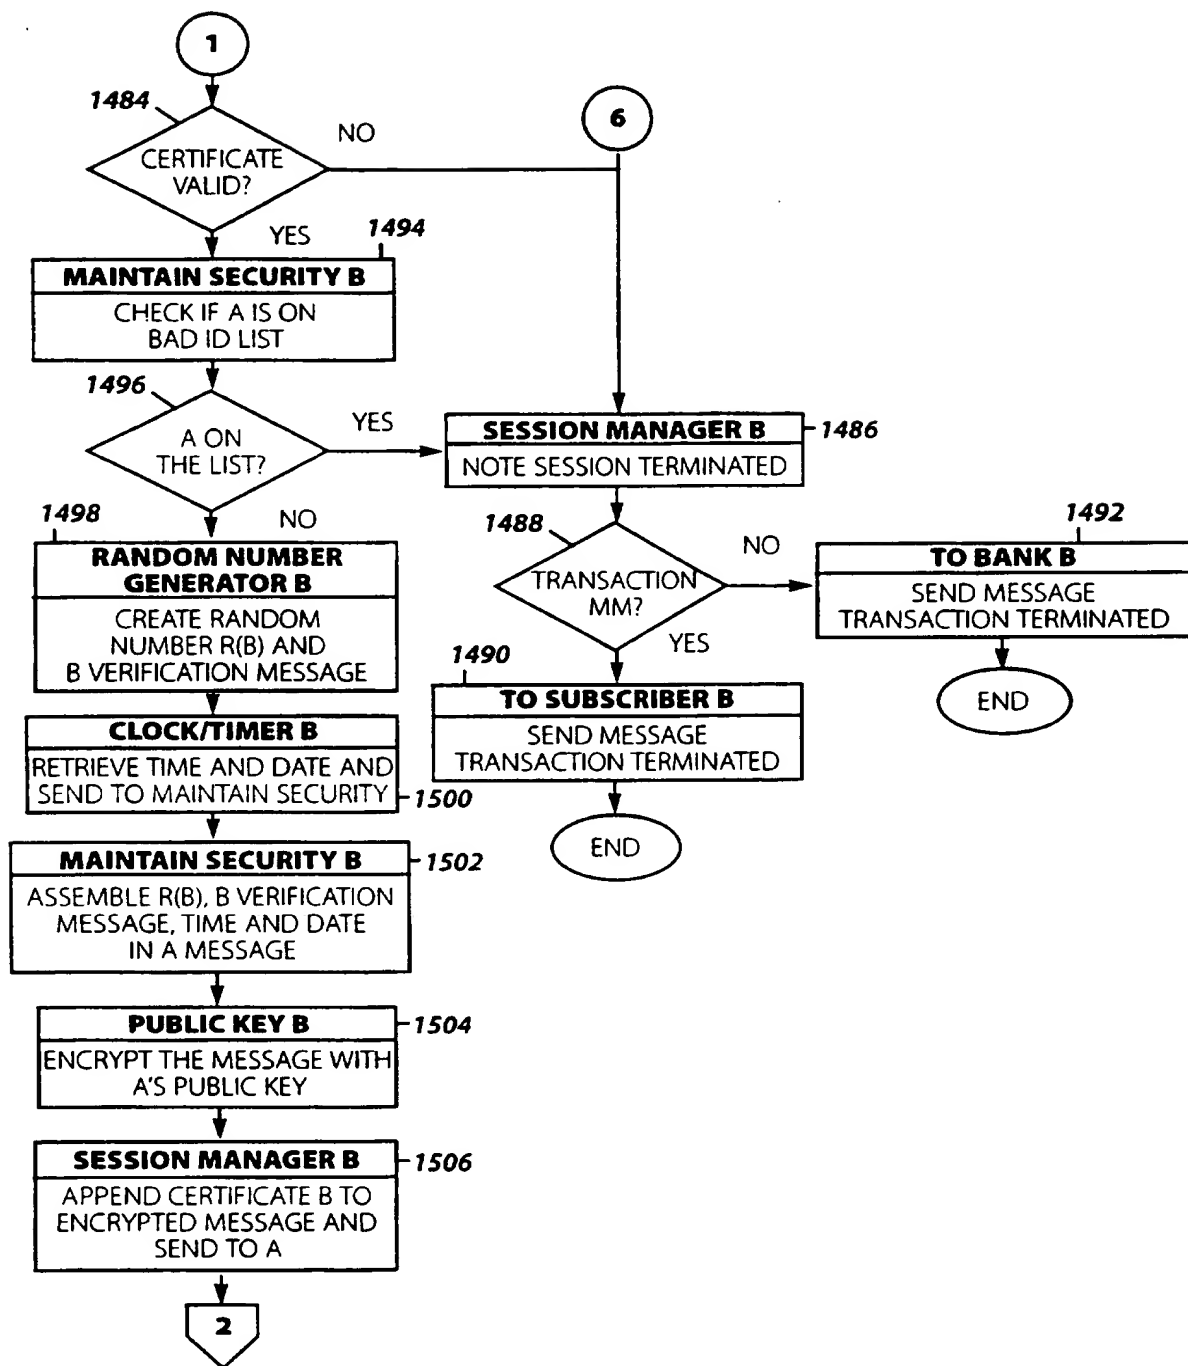 1
1484
CERTIFICATE
VALID?
NO
6
YES
1494
MAINTAIN SECURITY B
CHECK IF A IS ON
BAD ID LIST
1496
A ON
THE LIST?
YES
SESSION MANAGER B
1486
NOTE SESSION TERMINATED
NO
1498
RANDOM NUMBER
GENERATOR B
CREATE RANDOM
NUMBER R(B) AND
B VERIFICATION MESSAGE
1488
TRANSACTION
MM?
NO
1492
TO BANK B
SEND MESSAGE
TRANSACTION TERMINATED
END
YES
1490
TO SUBSCRIBER B
SEND MESSAGE
TRANSACTION TERMINATED
END
CLOCK/TIMER B
RETRIEVE TIME AND DATE AND
SEND TO MAINTAIN SECURITY
1500
MAINTAIN SECURITY B
1502
ASSEMBLE R(B), B VERIFICATION
MESSAGE, TIME AND DATE
IN A MESSAGE
PUBLIC KEY B
1504
ENCRYPT THE MESSAGE WITH
A'S PUBLIC KEY
SESSION MANAGER B
1506
APPEND CERTIFICATE B TO
ENCRYPTED MESSAGE AND
SEND TO A
2